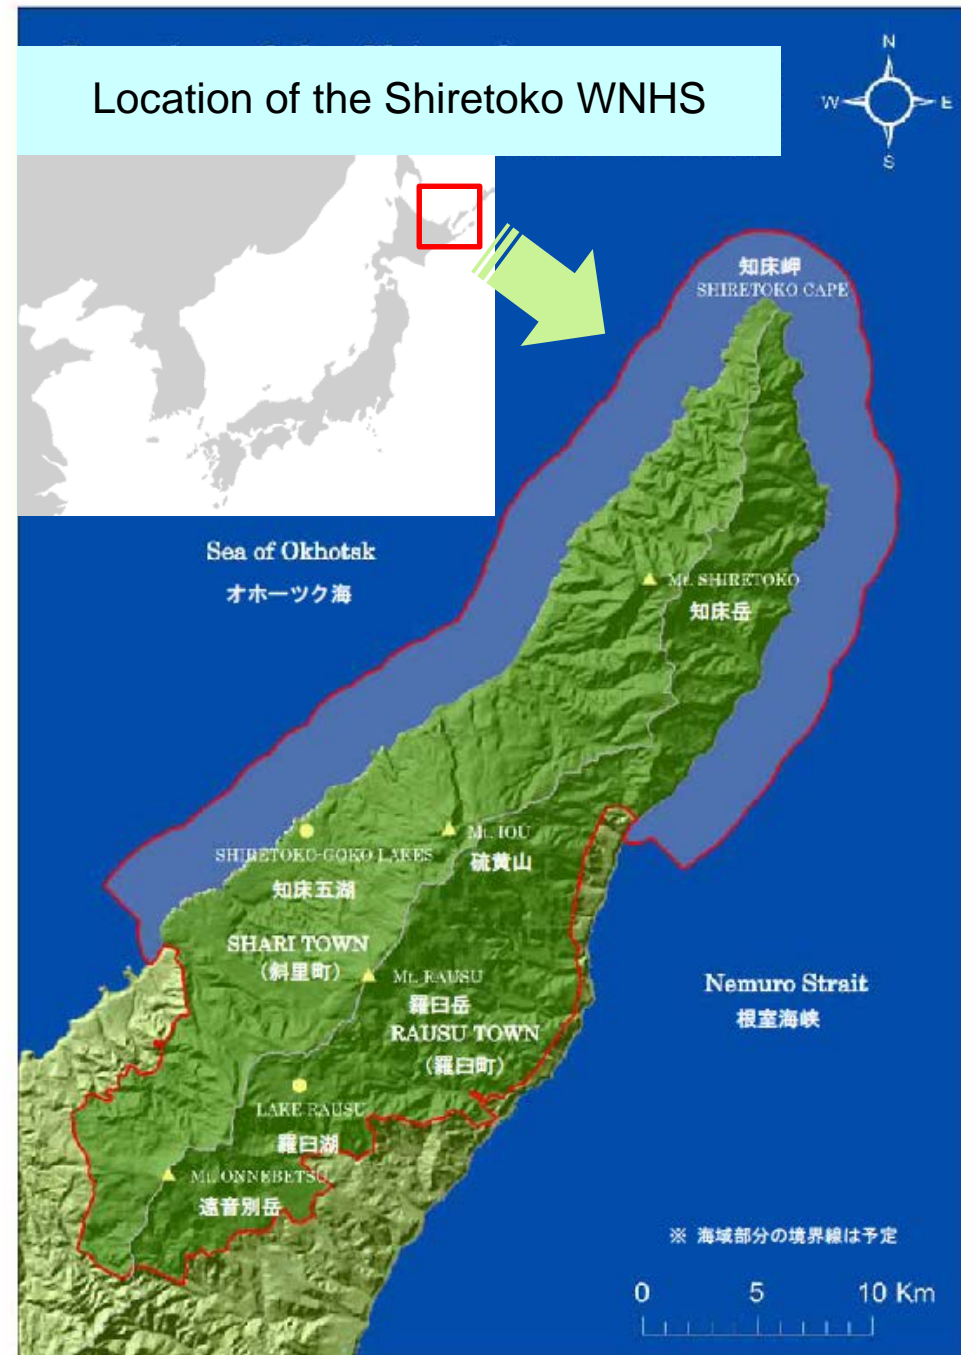 Location of the Shiretoko WNHS
N
W E
S
知床岬
SHIRETOKO CAPE
Sea of Okhotsk
オホーツク海
Mt. SHIRETOKO
知床岳
Mt. IOU
硫黄山
SHIRETOKO-GOKO LAKES
知床五湖
SHARI TOWN
(斜里町)
Mt. RAUSU
羅臼岳
RAUSU TOWN
(羅臼町)
Nemuro Strait
根室海峡
LAKE RAUSU
羅臼湖
Mt. ONNEBETSU
遠音別岳
※ 海域部分の境界線は予定
0 5 10 Km